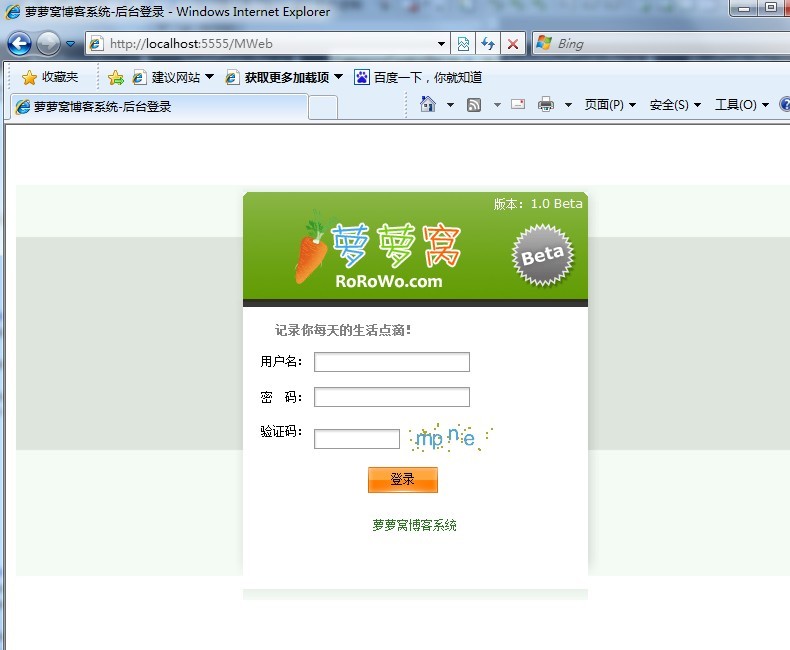 萝萝窝博客系统-后台登录 - Windows Internet Explorer
http://localhost:5555/MWeb
Bing
收藏夹 建议网站 获取更多加载项 百度一下，你就知道
萝萝窝博客系统-后台登录 页面(P) 安全(S) 工具(O)
版本：1.0 Beta
萝萝窝
RoRoWo.com
Beta
记录你每天的生活点滴！
用户名：
密 码：
验证码： mpne
登录
萝萝窝博客系统